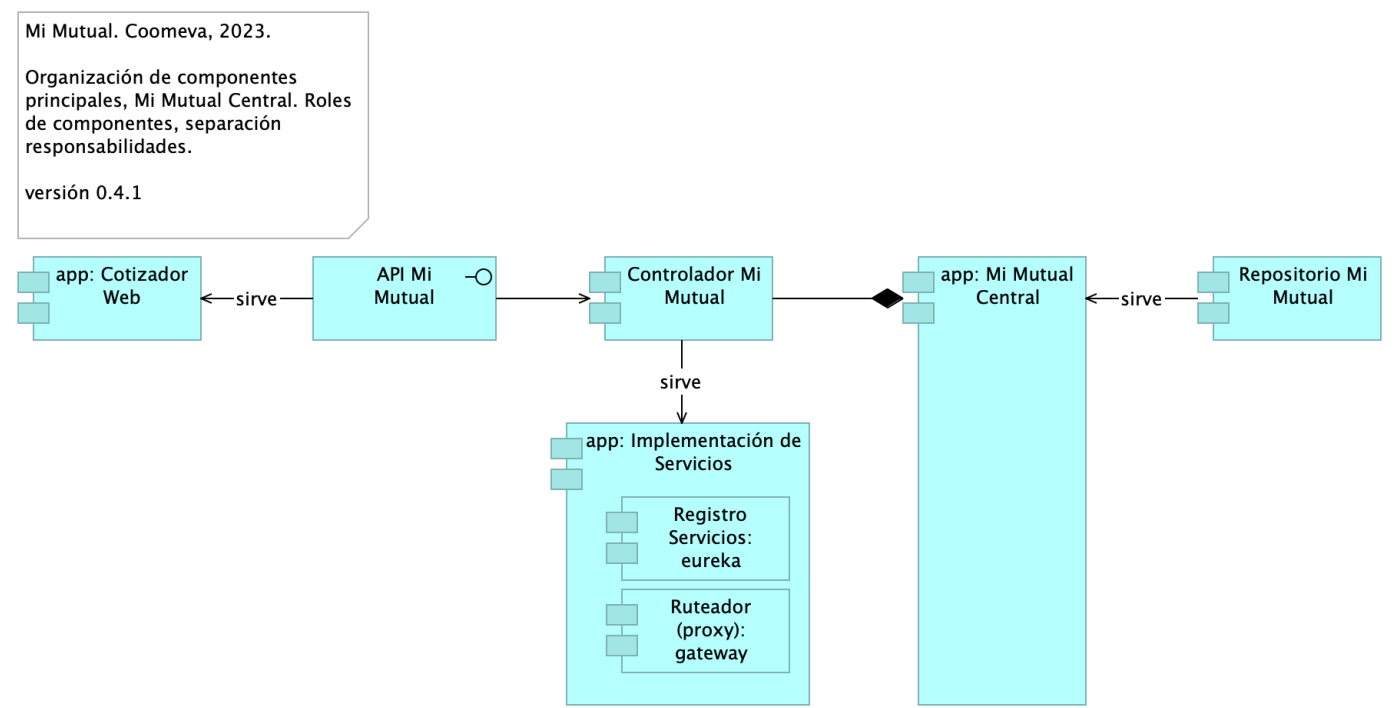 Mi Mutual. Coomeva, 2023.
Organización de componentes
principales, Mi Mutual Central. Roles
de componentes, separación
responsabilidades.
versión 0.4.1
app: Cotizador
Web
sirve
API Mi
Mutual
Controlador Mi
Mutual
app: Mi Mutual
Central
sirve
Repositorio Mi
Mutual
sirve
app: Implementación de
Servicios
Registro
Servicios:
eureka
Ruteador
(proxy):
gateway